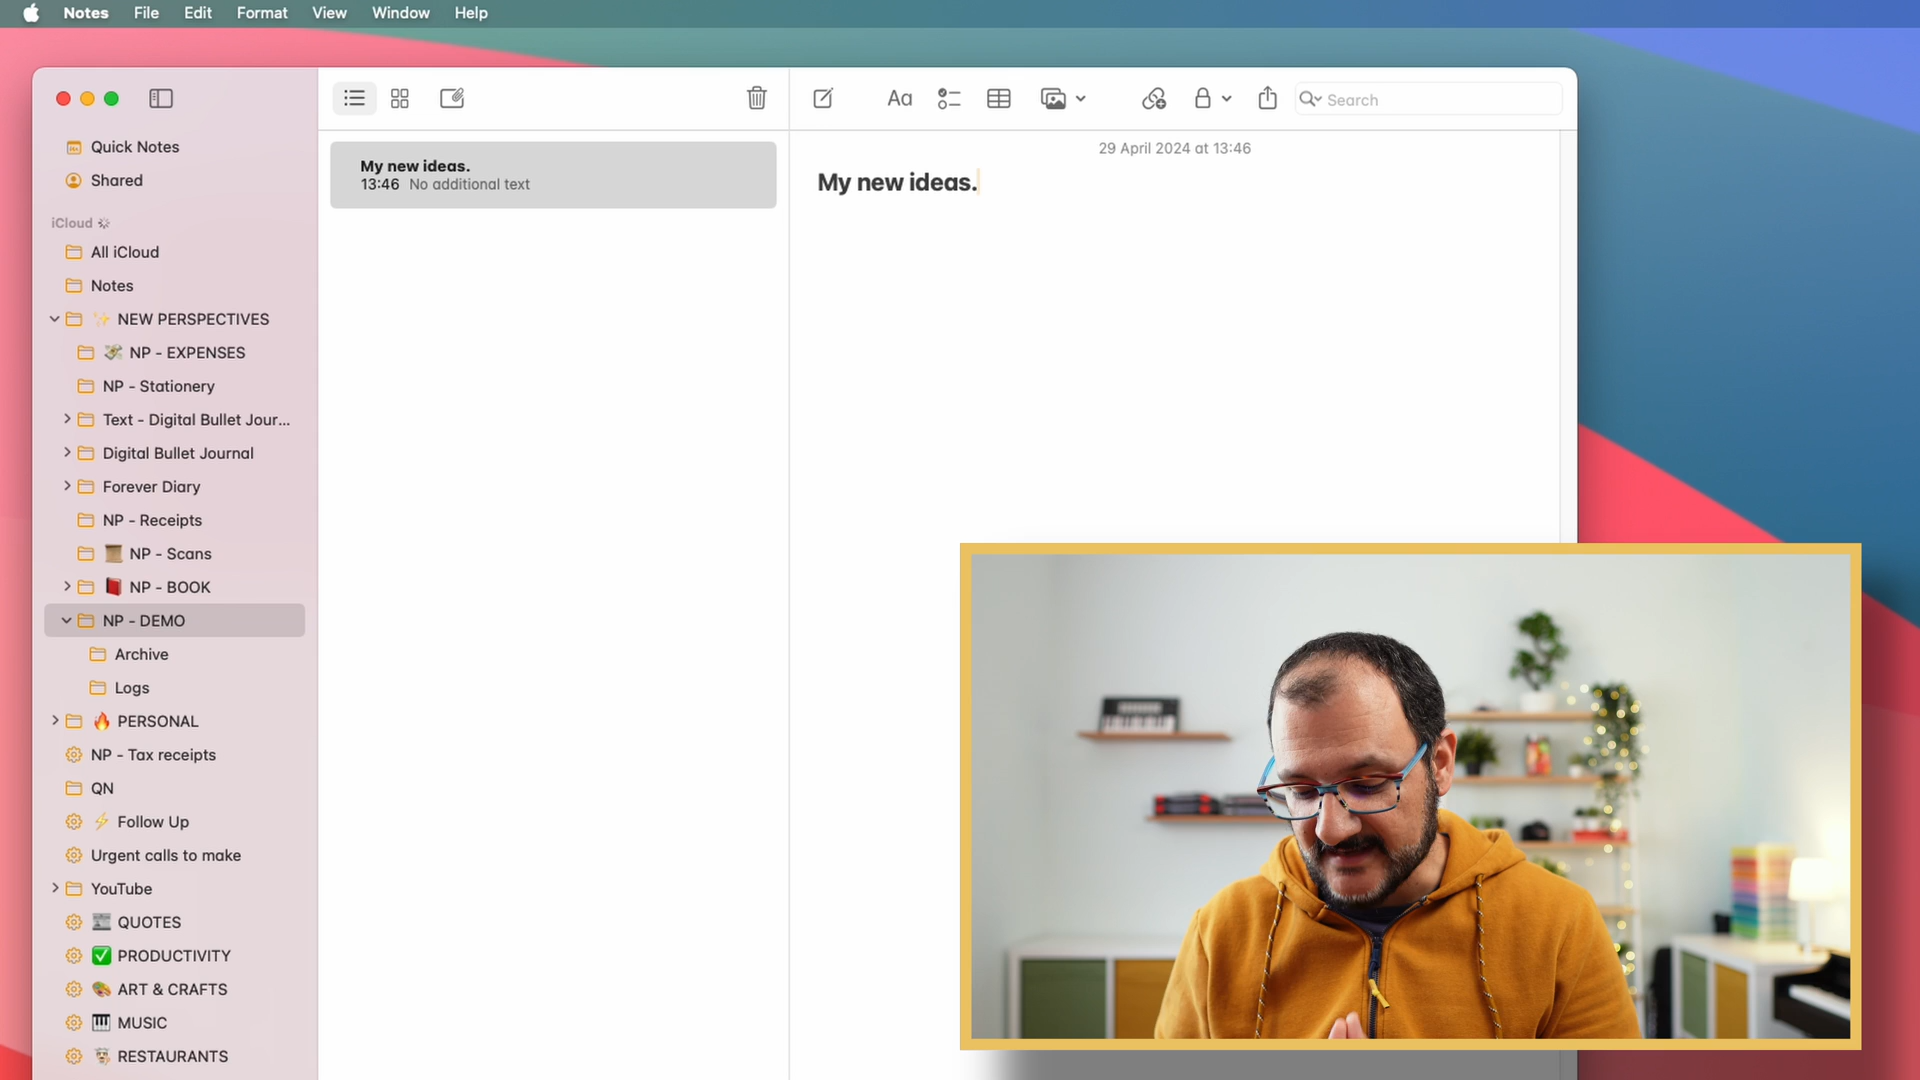 Notes File Edit Format View Window Help
Aa
Search
Quick Notes
Shared
iCloud
All iCloud
Notes
NEW PERSPECTIVES
NP - EXPENSES
NP - Stationery
Text - Digital Bullet Jour...
Digital Bullet Journal
Forever Diary
NP - Receipts
NP - Scans
NP - BOOK
NP - DEMO
Archive
Logs
PERSONAL
NP - Tax receipts
QN
Follow Up
Urgent calls to make
YouTube
QUOTES
PRODUCTIVITY
ART & CRAFTS
MUSIC
RESTAURANTS
My new ideas.
13:46 No additional text
29 April 2024 at 13:46
My new ideas.